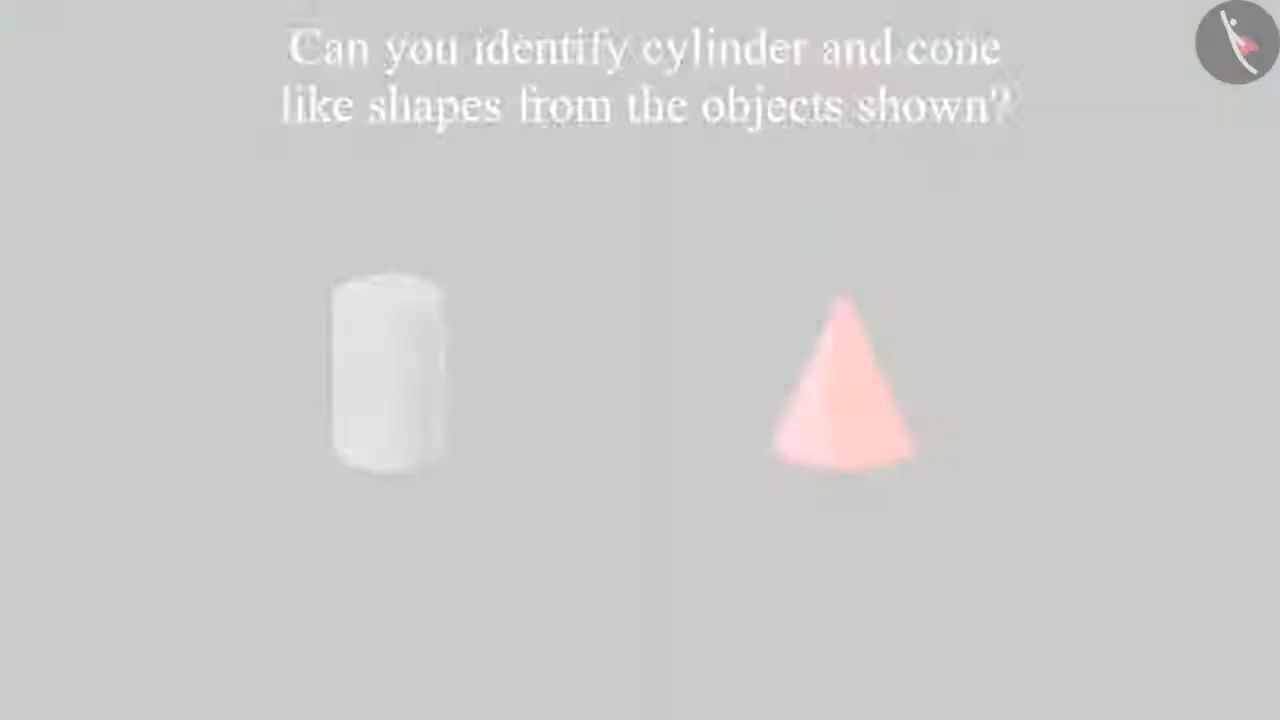 Can you identify cylinder and cone
like shapes from the objects shown?